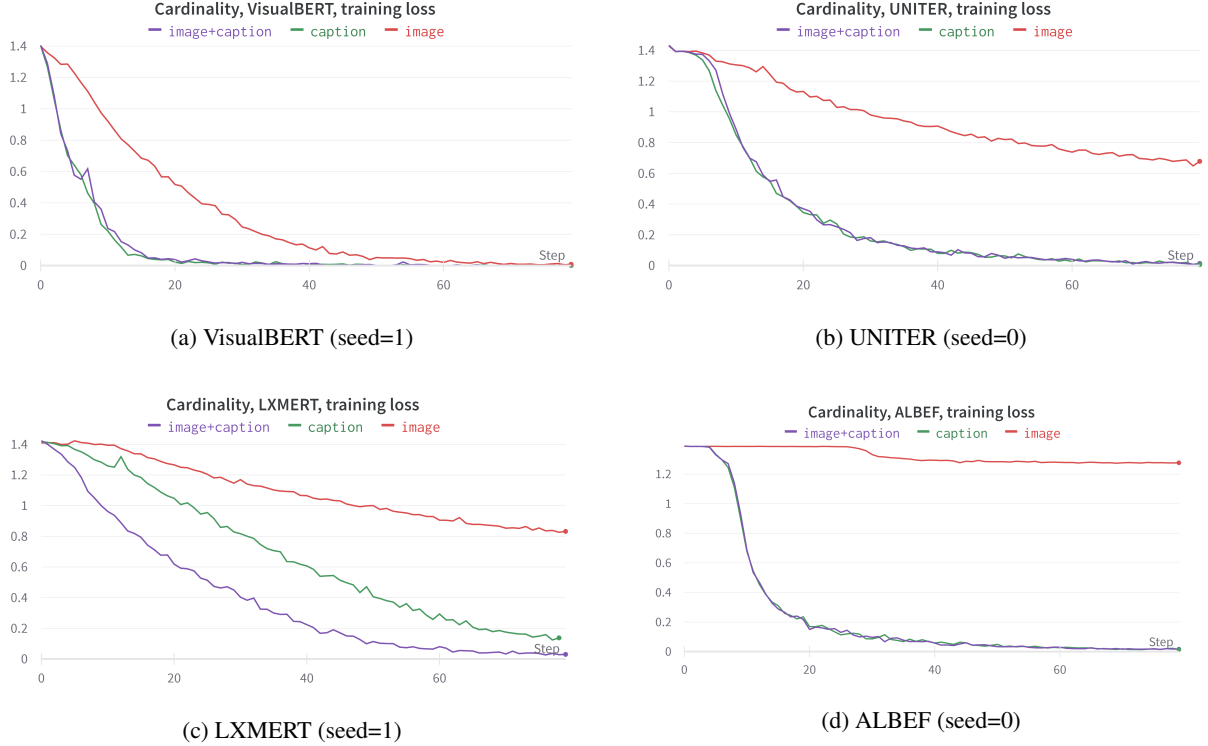 Cardinality, VisualBERT, training loss
image+caption caption image
1.4
1.2
1
0.8
0.6
0.4
0.2
0
Step
0 20 40 60
(a) VisualBERT (seed=1)
Cardinality, UNITER, training loss
image+caption caption image
1.4
1.2
1
0.8
0.6
0.4
0.2
0
Step
0 20 40 60
(b) UNITER (seed=0)
Cardinality, LXMERT, training loss
image+caption caption image
1.4
1.2
1
0.8
0.6
0.4
0.2
0
Step
0 20 40 60
(c) LXMERT (seed=1)
Cardinality, ALBEF, training loss
image+caption caption image
1.2
1
0.8
0.6
0.4
0.2
0
Step
0 20 40 60
(d) ALBEF (seed=0)